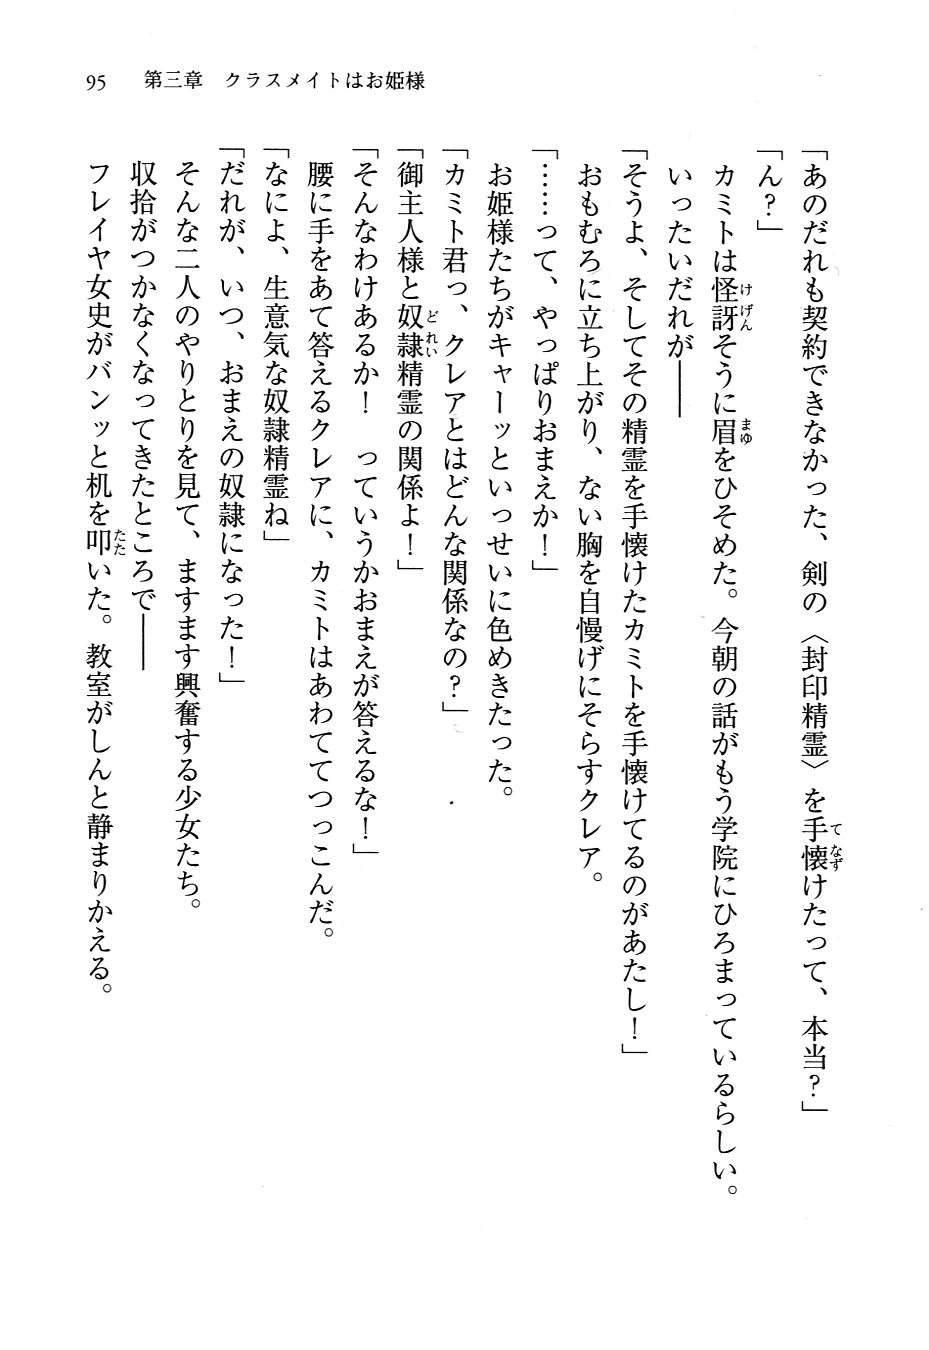 95　第三章　クラスメイトはお姫様
「あのだれも契約できなかった、剣の〈封印精霊〉を手懐けたって、本当？」
「ん？」
カミトは怪訝そうに眉をひそめた。今朝の話がもう学院にひろまっているらしい。
いったいだれが――
「そうよ、そしてその精霊を手懐けたカミトを手懐けてるのがあたし！」
おもむろに立ち上がり、ない胸を自慢げにそらすクレア。
「……って、やっぱりおまえか！」
お姫様たちがキャーッといっせいに色めきたった。
「カミト君っ、クレアとはどんな関係なの？」
「御主人様と奴隷精霊の関係よ！」
「そんなわけあるか！　っていうかおまえが答えるな！」
腰に手をあて答えるクレアに、カミトはあわててつっこんだ。
「なによ、生意気な奴隷精霊ね」
「だれが、いつ、おまえの奴隷になった！」
そんな二人のやりとりを見て、ますます興奮する少女たち。
収拾がつかなくなってきたところで――
フレイヤ女史がバンッと机を叩いた。教室がしんと静まりかえる。